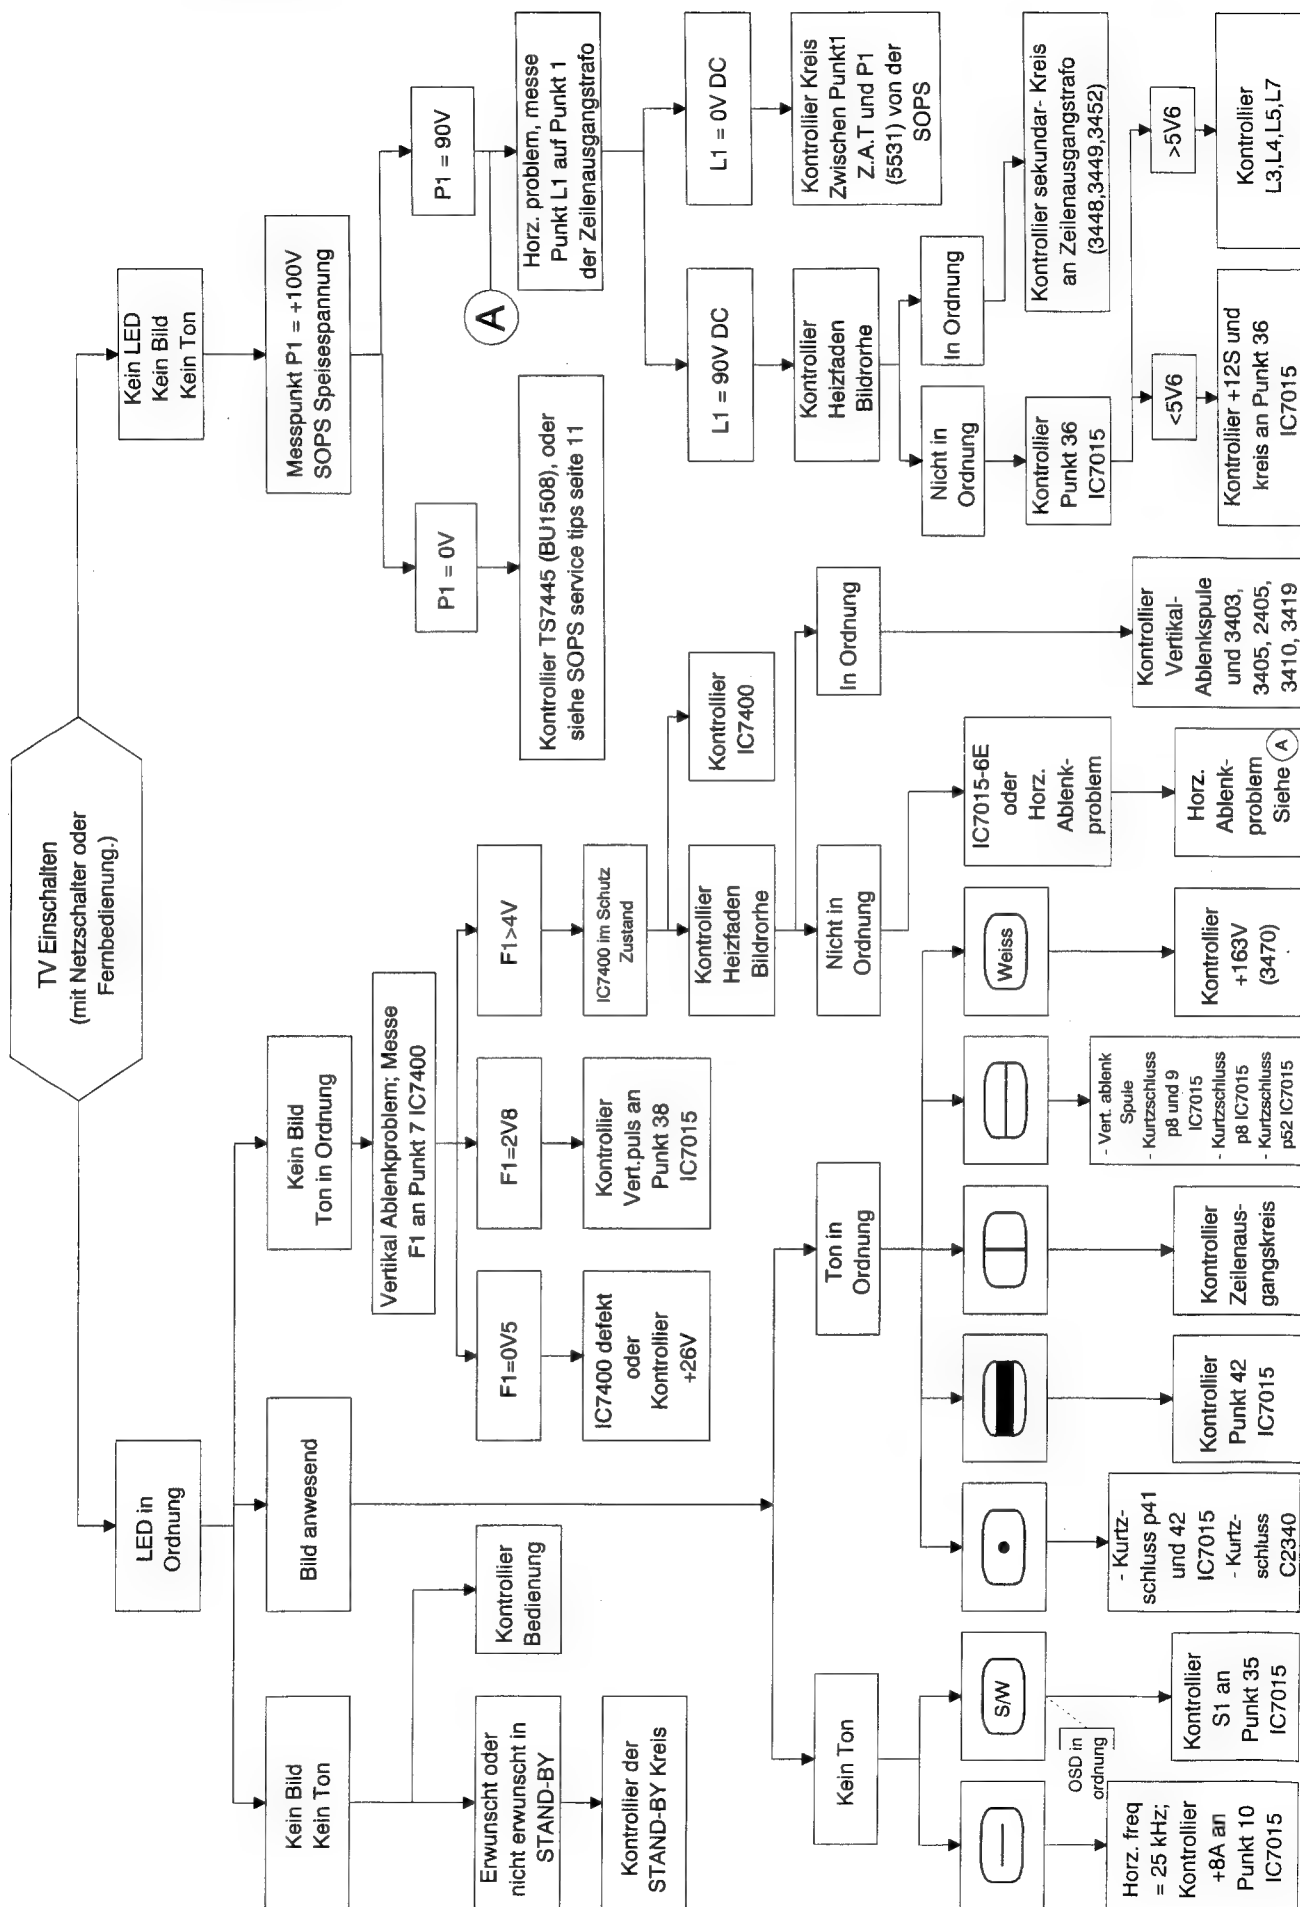 TV Einschalten
(mit Netzschalter oder
Fernbedienung.)
LED in
Ordnung
Kein LED
Kein Bild
Kein Ton
Kein Bild
Kein Ton
Bild anwesend
Kein Bild
Ton in Ordnung
Messpunkt P1 = +100V
SOPS Speisespannung
Vertikal Ablenkproblem; Messe
F1 an Punkt 7 IC7400
P1 = 0V
P1 = 90V
Erwunscht oder
nicht erwunscht in
STAND-BY
Kontrollier
Bedienung
F1=0V5
F1=2V8
F1>4V
A
Kontrollier TS7445 (BU1508), oder
siehe SOPS service tips seite 11
Horz. problem, messe
Punkt L1 auf Punkt 1
der Zeilenausgangstrafo
Kontrollier der
STAND-BY Kreis
IC7400 defekt
oder
Kontrollier
+26V
Kontrollier
Vert.puls an
Punkt 38
IC7015
IC7400 im Schutz
Zustand
Kontrollier
Heizfaden
Bildrorhe
Kontrollier
IC7400
L1 = 90V DC
L1 = 0V DC
Kein Ton
Ton in
Ordnung
Nicht in
Ordnung
In Ordnung
Kontrollier
Heizfaden
Bildrorhe
Kontrollier Kreis
Zwischen Punkt1
Z.A.T und P1
(5531) von der
SOPS
Nicht in
Ordnung
In Ordnung
S/W
Weiss
IC7015-6E
oder
Horz.
Ablenk-
problem
Kontrollier
Punkt 36
IC7015
Kontrollier sekundar- Kreis
an Zeilenausgangstrafo
(3448,3449,3452)
OSD in
ordnung
<5V6
>5V6
Horz. freq
= 25 kHz;
Kontrollier
+8A an
Punkt 10
IC7015
Kontrollier
S1 an
Punkt 35
IC7015
- Kurtz-
schluss p41
und 42
IC7015
- Kurtz-
schluss
C2340
Kontrollier
Punkt 42
IC7015
Kontrollier
Zeilenaus-
gangskreis
- Vert. ablenk
Spule
- Kurtzschluss
p8 und 9
IC7015
- Kurtzschluss
p8 IC7015
- Kurtzschluss
p52 IC7015
Kontrollier
+163V
(3470)
Horz.
Ablenk-
problem
Siehe A
Kontrollier
Vertikal-
Ablenkspule
und 3403,
3405, 2405,
3410, 3419
Kontrollier +12S und
kreis an Punkt 36
IC7015
Kontrollier
L3,L4,L5,L7